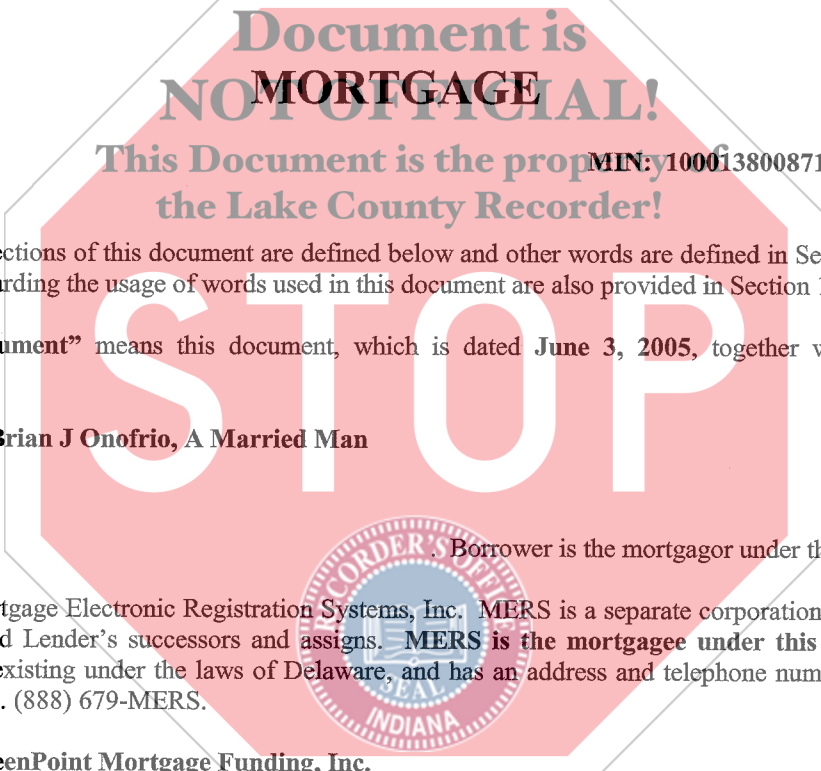 Document is
NOT OFFICIAL!
MORTGAGE
This Document is the property of
MIN: 100013800871
the Lake County Recorder!
ections of this document are defined below and other words are defined in Se
arding the usage of words used in this document are also provided in Section 1
STOP
ument” means this document, which is dated June 3, 2005, together w
Brian J Onofrio, A Married Man
. Borrower is the mortgagor under th
RECORDER'S OFFICE
tgage Electronic Registration Systems, Inc. MERS is a separate corporation
d Lender’s successors and assigns. MERS is the mortgagee under this
existing under the laws of Delaware, and has an address and telephone num
. (888) 679-MERS.
SEAL
INDIANA
eenPoint Mortgage Funding, Inc.